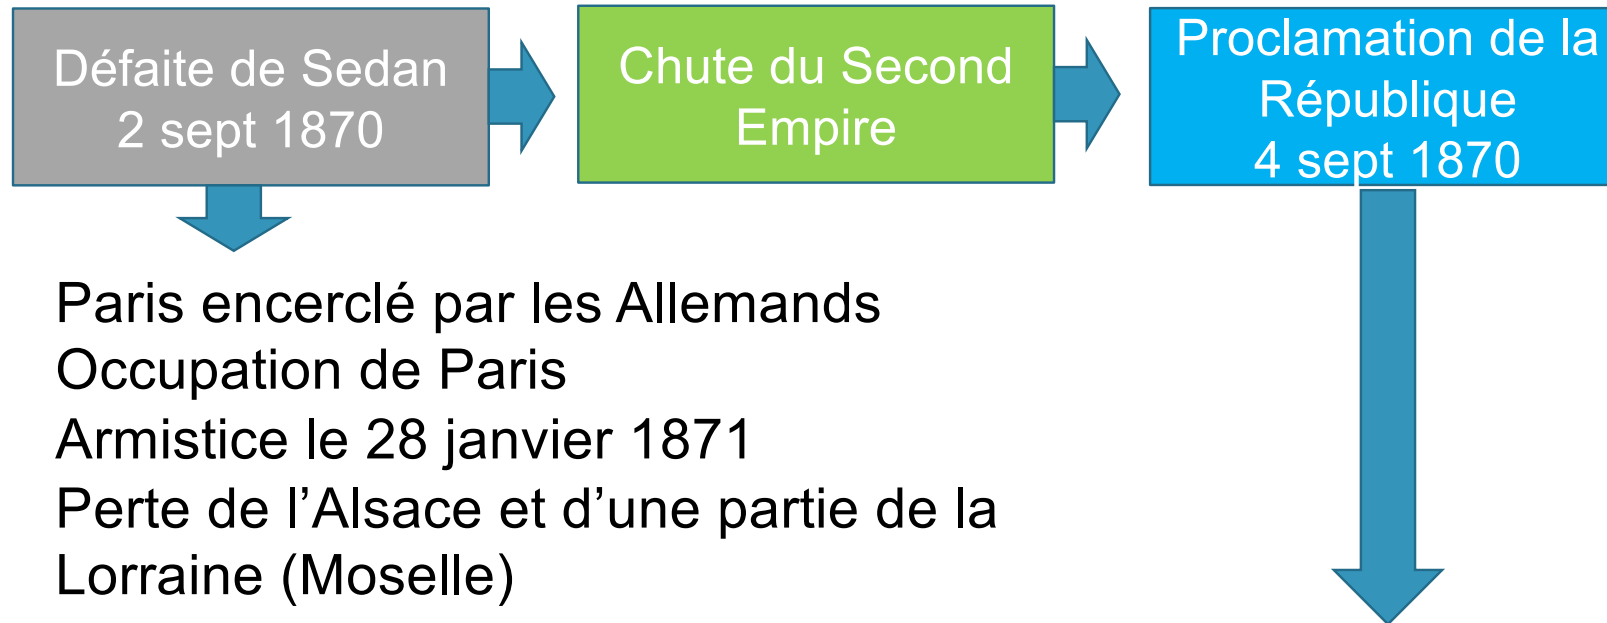 Défaite de Sedan
2 sept 1870
Chute du Second
Empire
Proclamation de la
République
4 sept 1870
Paris encerclé par les Allemands
Occupation de Paris
Armistice le 28 janvier 1871
Perte de l’Alsace et d’une partie de la
Lorraine (Moselle)